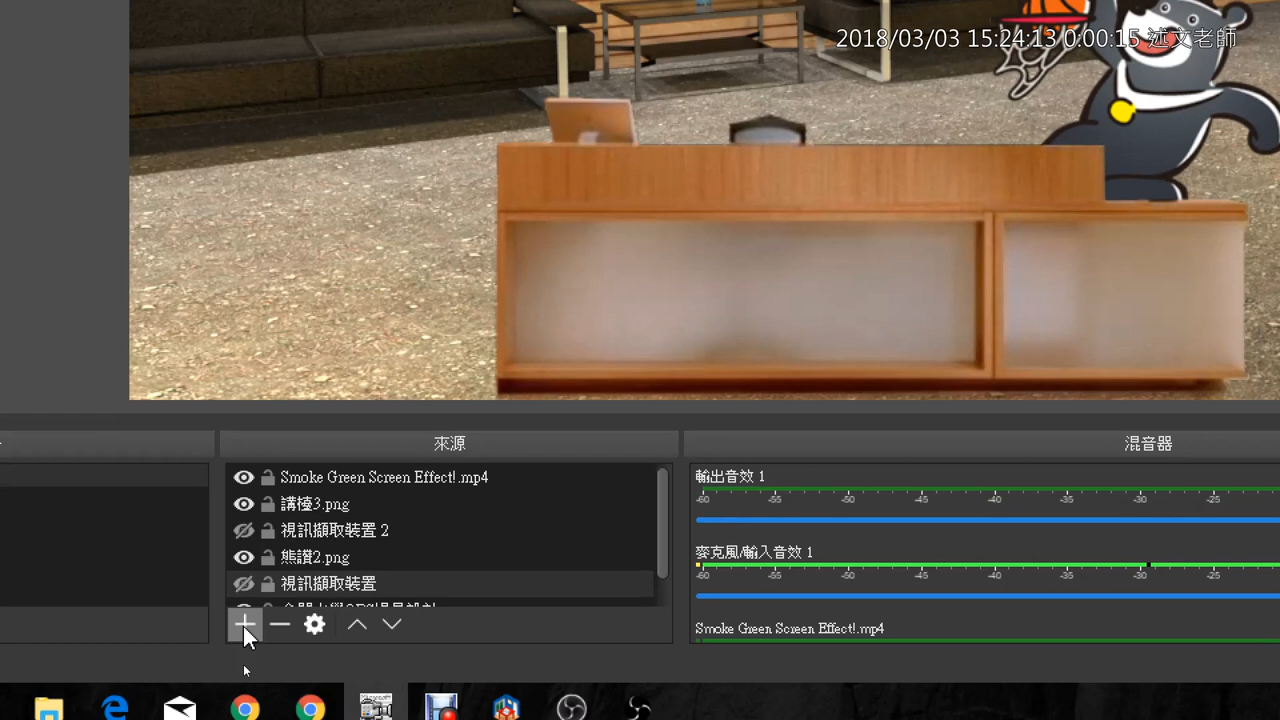 2018/03/03 15:24:13 0:00:15 述文老師
來源
混音器
Smoke Green Screen Effect!.mp4
講檯3.png
視訊擷取裝置 2
熊讚2.png
視訊擷取裝置
輸出音效 1
-60 -55 -50 -45 -40 -35 -30 -25
麥克風/輸入音效 1
-60 -55 -50 -45 -40 -35 -30 -25
Smoke Green Screen Effect!.mp4